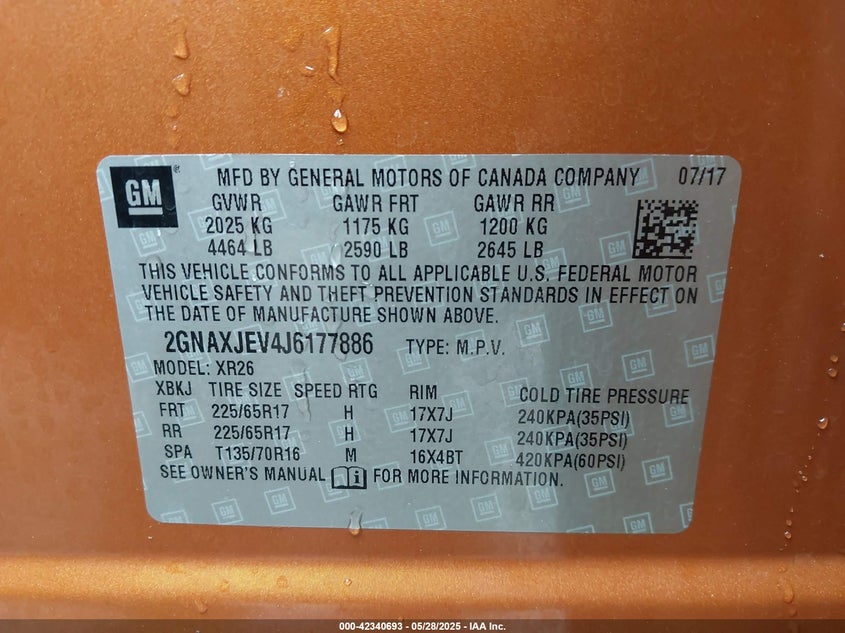 GM ® MFD BY GENERAL MOTORS OF CANADA COMPANY 07/17
GVWR GAWR FRT GAWR RR
2025 KG 1175 KG 1200 KG
4464 LB 2590 LB 2645 LB
THIS VEHICLE CONFORMS TO ALL APPLICABLE U.S. FEDERAL MOTOR
VEHICLE SAFETY AND THEFT PREVENTION STANDARDS IN EFFECT ON
THE DATE OF MANUFACTURE SHOWN ABOVE.
2GNAXJEV4J6177886 TYPE: M.P.V.
MODEL: XR26
XBKJ TIRE SIZE SPEED RTG RIM COLD TIRE PRESSURE
FRT 225/65R17 H 17X7J 240KPA(35PSI)
RR 225/65R17 H 17X7J 240KPA(35PSI)
SPA T135/70R16 M 16X4BT 420KPA(60PSI)
SEE OWNER'S MANUAL i FOR MORE INFORMATION.
000-42340693 - 05/28/2025 - IAA Inc.